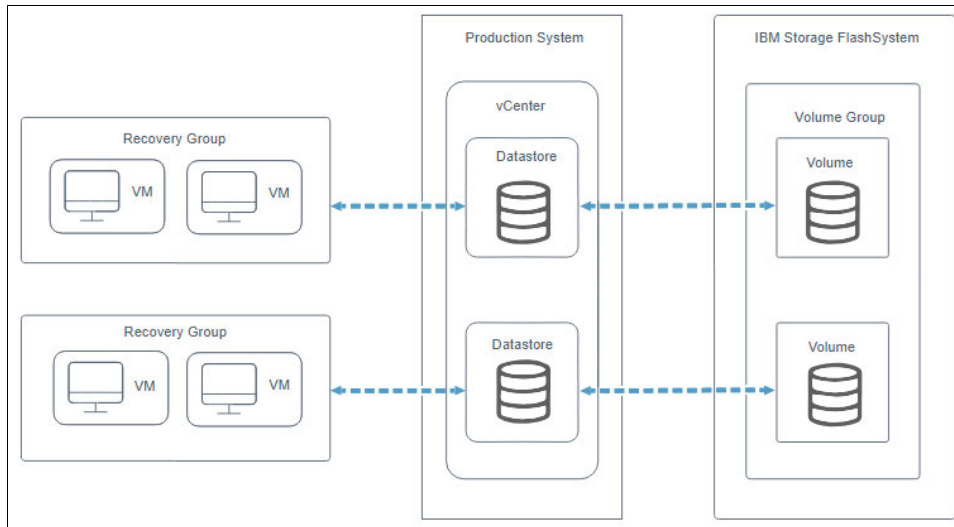 Production System
IBM Storage FlashSystem
vCenter
Volume Group
Recovery Group
VM
VM
Datastore
Volume
Recovery Group
VM
VM
Datastore
Volume